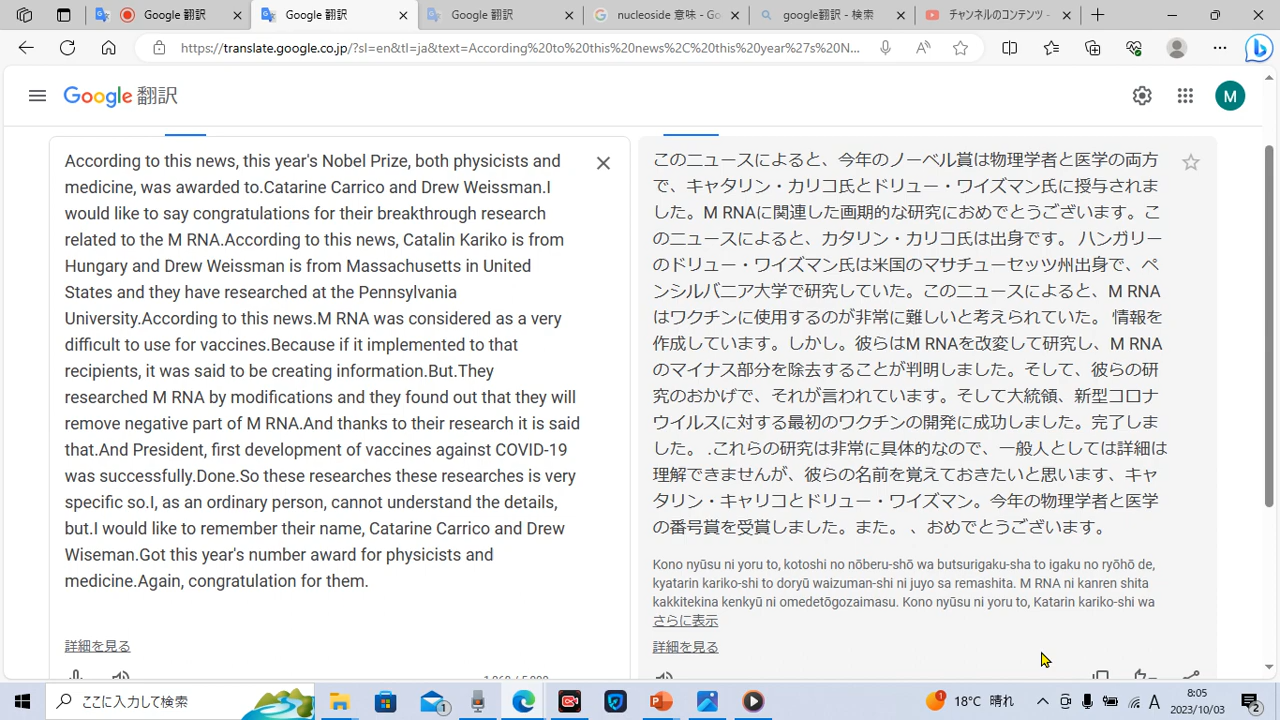 Google 翻訳
Google 翻訳
Google 翻訳
nucleoside 意味 - Go
google翻訳 - 検索
チャンネルのコンテンツ -
https://translate.google.co.jp/?sl=en&tl=ja&text=According%20to%20this%20news%2C%20this%20year%27s%20N...
Google 翻訳
M
According to this news, this year's Nobel Prize, both physicists and
medicine, was awarded to.Catarine Carrico and Drew Weissman.I
would like to say congratulations for their breakthrough research
related to the M RNA.According to this news, Catalin Kariko is from
Hungary and Drew Weissman is from Massachusetts in United
States and they have researched at the Pennsylvania
University.According to this news.M RNA was considered as a very
difficult to use for vaccines.Because if it implemented to that
recipients, it was said to be creating information.But.They
researched M RNA by modifications and they found out that they will
remove negative part of M RNA.And thanks to their research it is said
that.And President, first development of vaccines against COVID-19
was successfully.Done.So these researches these researches is very
specific so.I, as an ordinary person, cannot understand the details,
but.I would like to remember their name, Catarine Carrico and Drew
Wiseman.Got this year's number award for physicists and
medicine.Again, congratulation for them.
詳細を見る
このニュースによると、今年のノーベル賞は物理学者と医学の両方
で、キャタリン・カリコ氏とドリュー・ワイズマン氏に授与されま
した。M RNAに関連した画期的な研究におめでとうございます。こ
のニュースによると、カタリン・カリコ氏は出身です。 ハンガリー
のドリュー・ワイズマン氏は米国のマサチューセッツ州出身で、ペ
ンシルバニア大学で研究していた。このニュースによると、M RNA
はワクチンに使用するのが非常に難しいと考えられていた。 情報を
作成しています。しかし。彼らはM RNAを改変して研究し、M RNA
のマイナス部分を除去することが判明しました。そして、彼らの研
究のおかげで、それが言われています。そして大統領、新型コロナ
ウイルスに対する最初のワクチンの開発に成功しました。完了しま
した。 .これらの研究は非常に具体的なので、一般人としては詳細は
理解できませんが、彼らの名前を覚えておきたいと思います、キャ
タリン・キャリコとドリュー・ワイズマン。今年の物理学者と医学
の番号賞を受賞しました。また。 、おめでとうございます。
Kono nyūsu ni yoru to, kotoshi no nōberu-shō wa butsurigaku-sha to igaku no ryōhō de,
kyatarin kariko-shi to doryū waizuman-shi ni juyo sa remashita. M RNA ni kanren shita
kakkitekina kenkyū ni omedetōgozaimasu. Kono nyūsu ni yoru to, Katarin kariko-shi wa
さらに表示
詳細を見る
ここに入力して検索
1
1
18°C 晴れ
A
8:05
2023/10/03
2